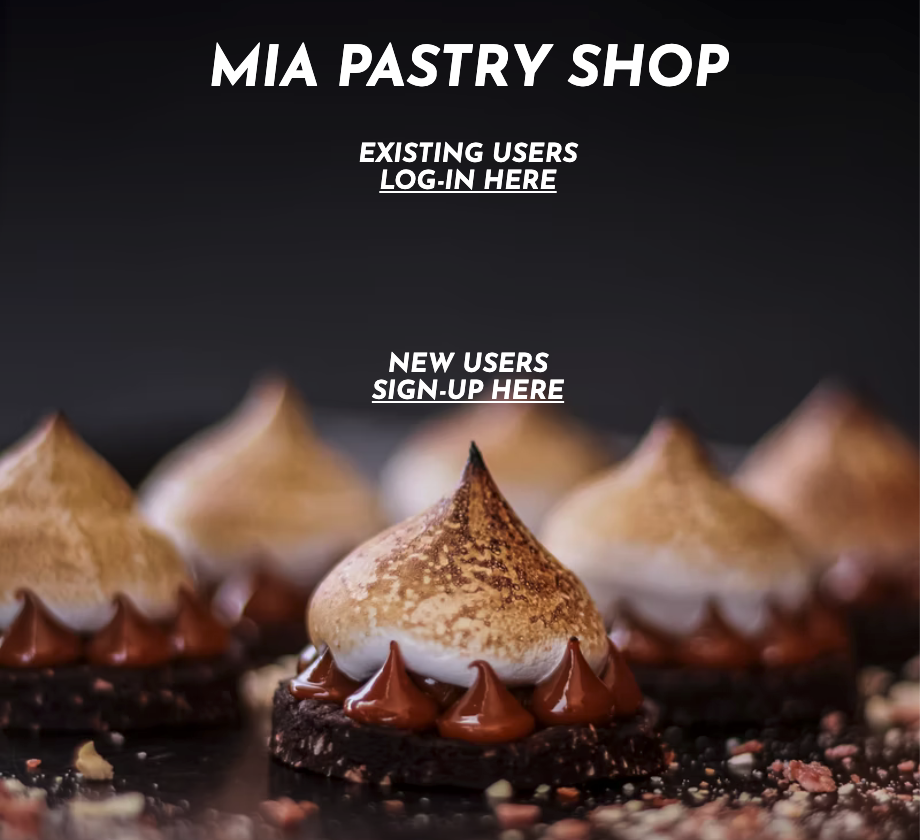 MIA PASTRY SHOP
EXISTING USERS
LOG-IN HERE
NEW USERS
SIGN-UP HERE